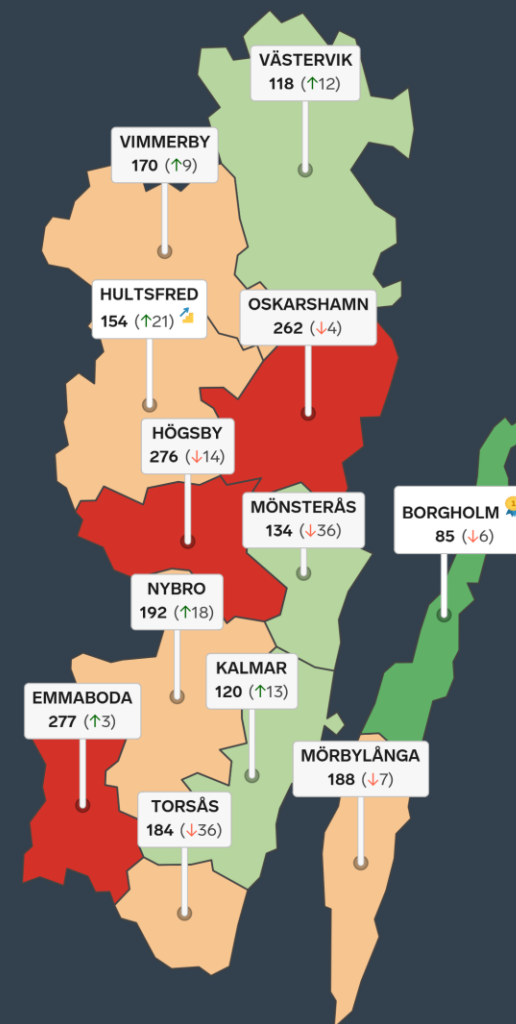 VÄSTERVIK
118 (↑12)
VIMMERBY
170 (↑9)
HULTSFRED
154 (↑21)
OSKARSHAMN
262 (↓4)
HÖGSBY
276 (↓14)
MÖNSTERÅS
134 (↓36)
BORGHOLM
85 (↓6)
NYBRO
192 (↑18)
KALMAR
120 (↑13)
EMMABODA
277 (↑3)
MÖRBYLÅNGA
188 (↓7)
TORSÅS
184 (↓36)